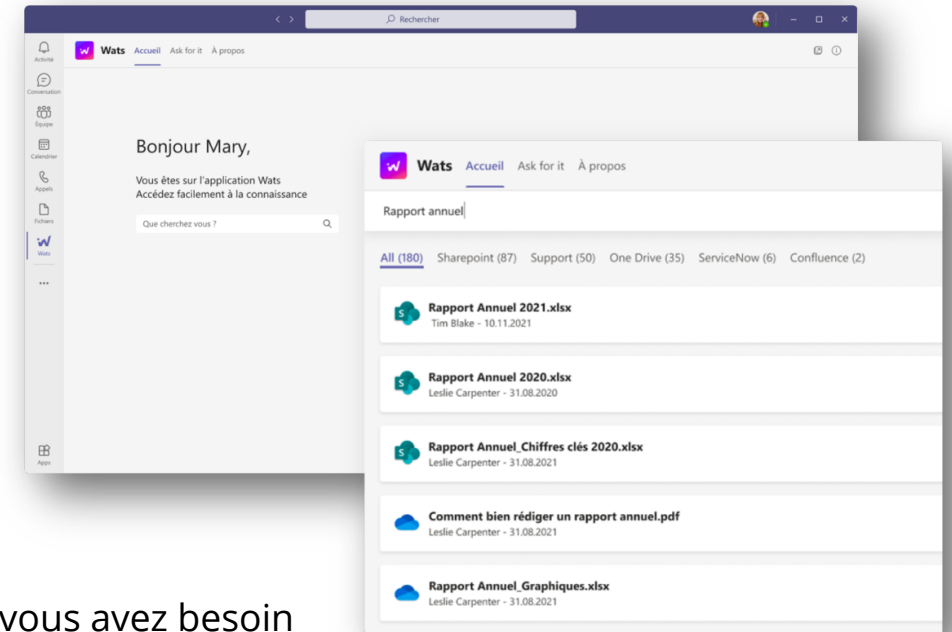 Rechercher
Wats Accueil Ask for it À propos
Activité
Conversation
Équipe
Calendrier
Appels
Fichiers
Wats
Apps
Bonjour Mary,
Vous êtes sur l'application Wats
Accédez facilement à la connaissance
Que cherchez vous ?
Wats Accueil Ask for it À propos
Rapport annuel
All (180) Sharepoint (87) Support (50) One Drive (35) ServiceNow (6) Confluence (2)
Rapport Annuel 2021.xlsx
Tim Blake - 10.11.2021
Rapport Annuel 2020.xlsx
Leslie Carpenter - 31.08.2020
Rapport Annuel_Chiffres clés 2020.xlsx
Leslie Carpenter - 31.08.2021
Comment bien rédiger un rapport annuel.pdf
Leslie Carpenter - 31.08.2021
Rapport Annuel_Graphiques.xlsx
Leslie Carpenter - 31.08.2021
vous avez besoin